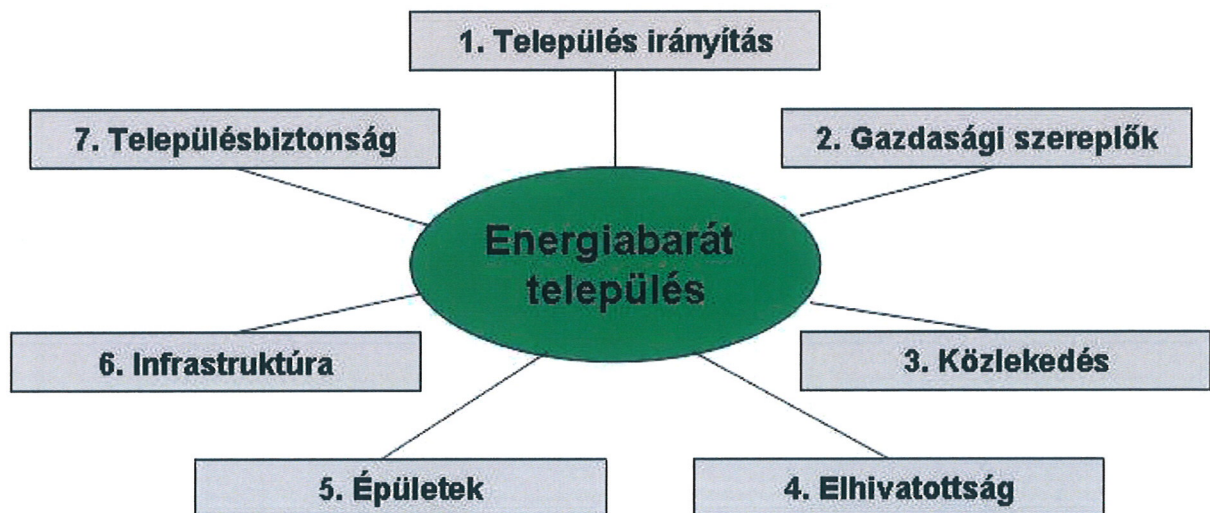 1. Település irányítás
7. Településbiztonság
2. Gazdasági szereplők
Energiabarát
település
6. Infrastruktúra
3. Közlekedés
5. Épületek
4. Elhivatottság